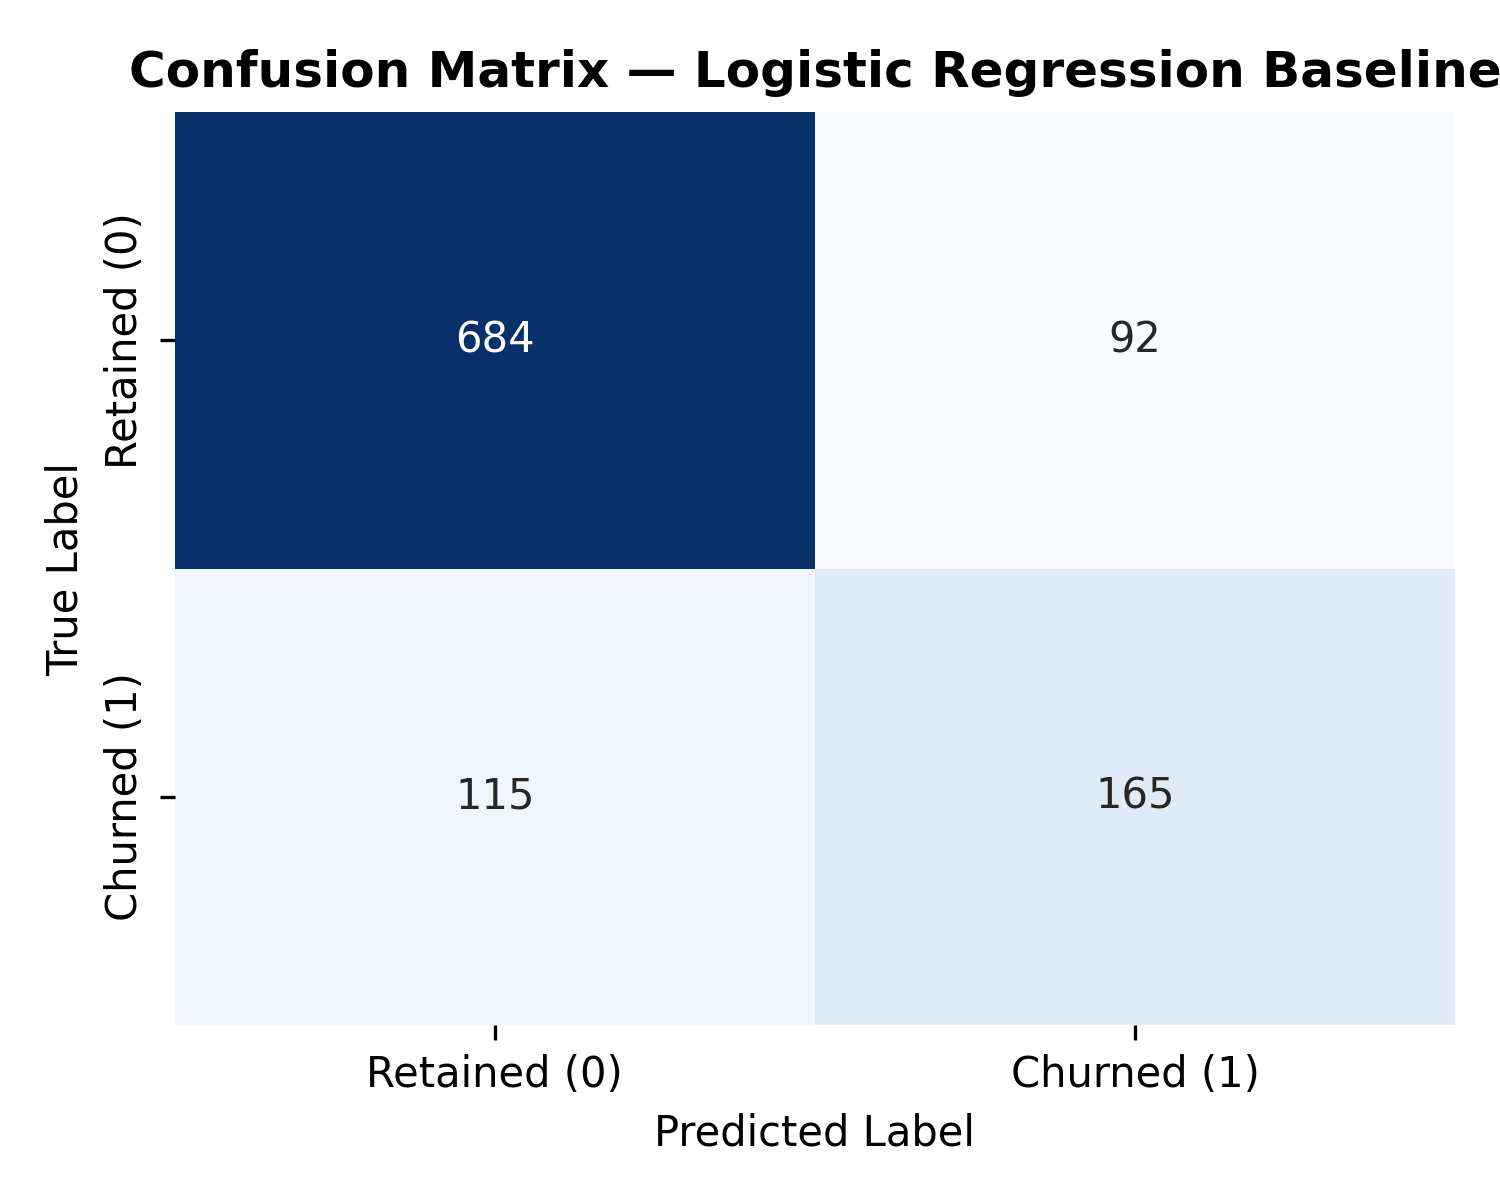 Confusion Matrix — Logistic Regression Baseline
True Label
Retained (0)
684
92
Churned (1)
115
165
Retained (0)
Churned (1)
Predicted Label